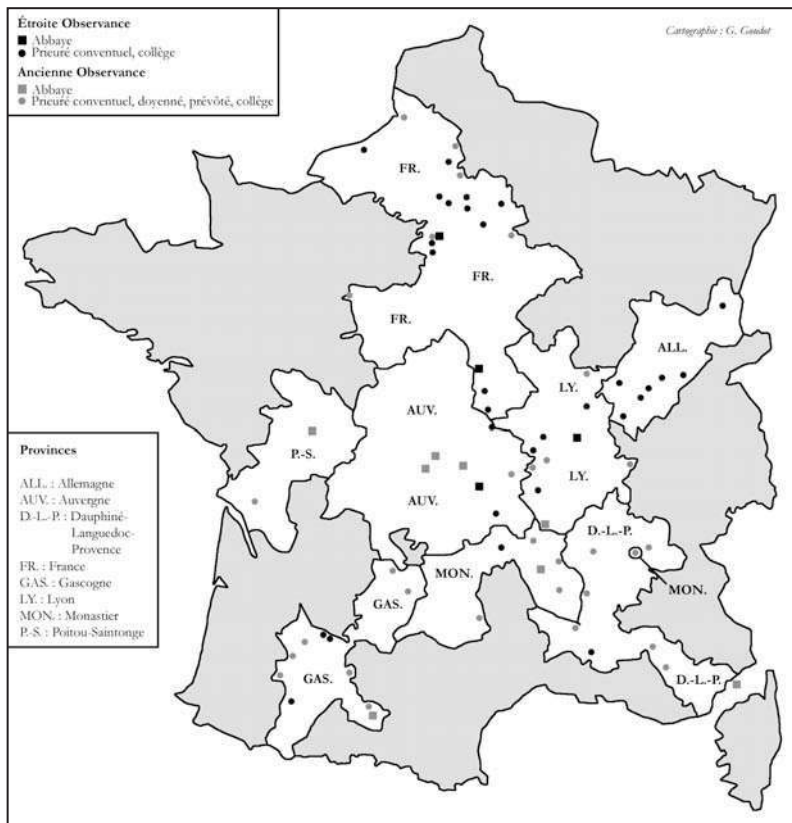 Étroite Observance
Abbaye
Prieuré conventuel, collège
Ancienne Observance
Abbaye
Prieuré conventuel, doyenné, prévôté, collège
Cartographie : G. Goudot
FR.
FR.
FR.
ALL.
LY.
AUV.
P.-S.
LY.
AUV.
D.-L.-P.
MON.
MON.
GAS.
GAS.
D.-L.-P.
Provinces
ALL. : Allemagne
AUV. : Auvergne
D.-L.-P. : Dauphiné-
Languedoc-
Provence
FR. : France
GAS. : Gascogne
LY. : Lyon
MON. : Monastier
P.-S. : Poitou-Saintonge